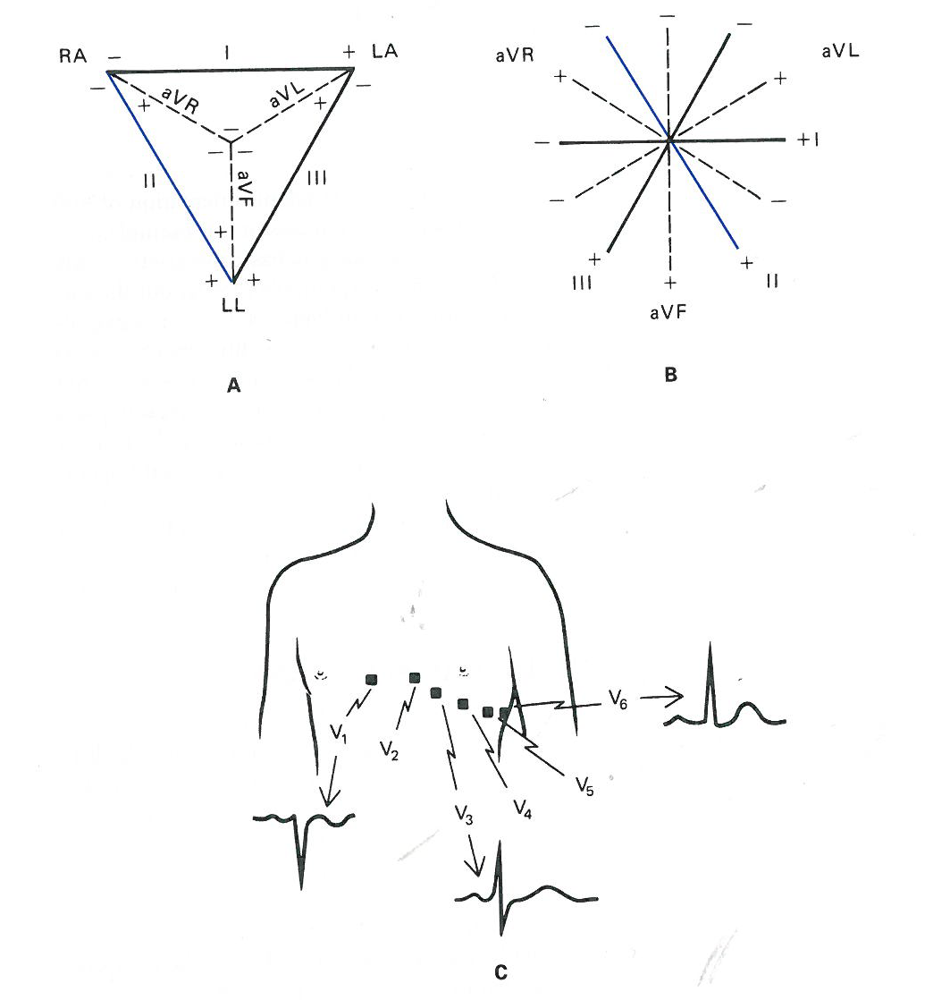 RA − I + LA
− −
+ aVR aVL +
−
− −
II aVF III
+
+ +
LL
A
− − −
aVR aVL
+ +
− +I
− −
+ +
III + II
aVF
B
V₁
V₂
V₃
V₄
V₅
V₆
C